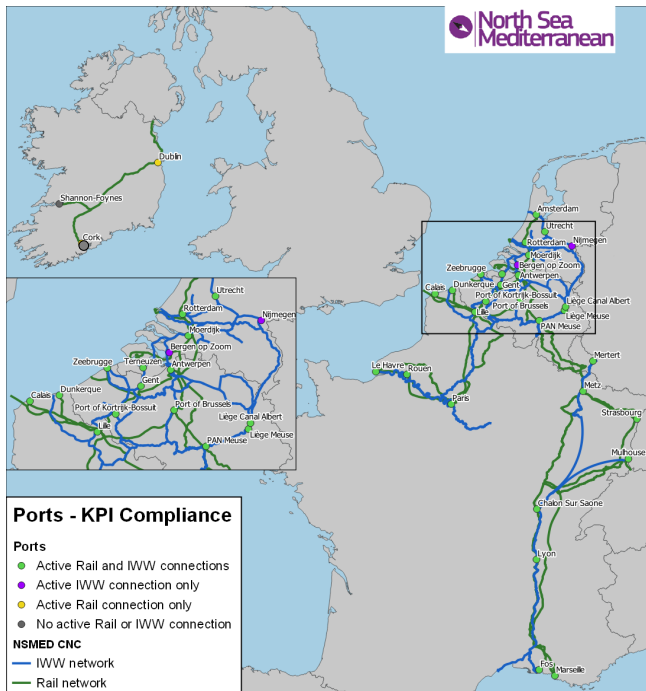 North Sea
Mediterranean
Dublin
Shannon-Foynes
Cork
Amsterdam
Utrecht
Nijmegen
Rotterdam
Moerdijk
Bergen op Zoom
Zeebrugge
Antwerpen
Calais
Dunkerque
Gent
Port of Kortrijk-Bossuit
Port of Brussels
Liège Canal Albert
Lille
Liège Meuse
PAN Meuse
Le Havre
Rouen
Paris
Mertert
Metz
Strasbourg
Mulhouse
Chalon Sur Saone
Lyon
Fos
Marseille
Utrecht
Rotterdam
Nijmegen
Moerdijk
Bergen op Zoom
Zeebrugge
Terneuzen
Antwerpen
Gent
Calais
Dunkerque
Port of Kortrijk-Bossuit
Port of Brussels
Liège Canal Albert
Lille
Liège Meuse
PAN Meuse
Ports - KPI Compliance
Ports
Active Rail and IWW connections
Active IWW connection only
Active Rail connection only
No active Rail or IWW connection
NSMED CNC
IWW network
Rail network